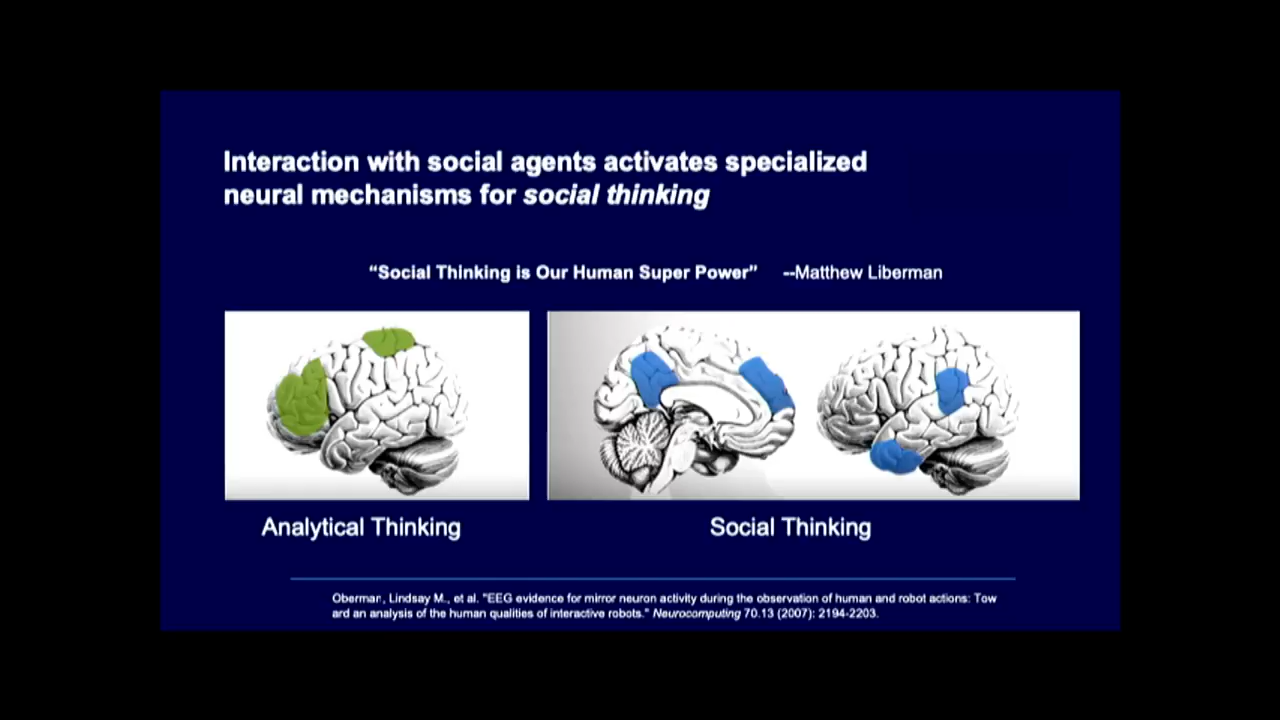 Interaction with social agents activates specialized
neural mechanisms for social thinking
“Social Thinking is Our Human Super Power” --Matthew Liberman
Analytical Thinking
Social Thinking
Oberman, Lindsay M., et al. "EEG evidence for mirror neuron activity during the observation of human and robot actions: Tow
ard an analysis of the human qualities of interactive robots." Neurocomputing 70.13 (2007): 2194-2203.